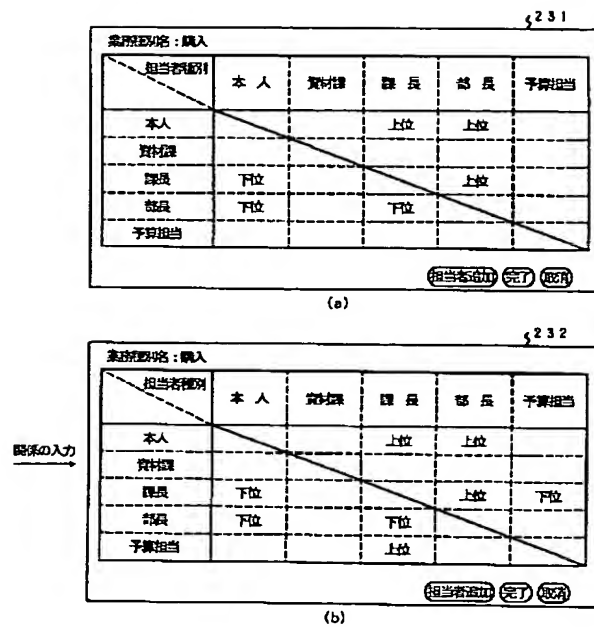 231
業務種別名：購入
担当者種別 本 人 資材課 課 長 部 長 予算担当
本人 上位 上位
資材課
課長 下位 上位
部長 下位 下位
予算担当
担当者追加 完了 取消
(a)
232
業務種別名：購入
担当者種別 本 人 資材課 課 長 部 長 予算担当
本人 上位 上位
関係の入力
資材課
課長 下位 上位 下位
部長 下位 下位
予算担当 上位
担当者追加 完了 取消
(b)